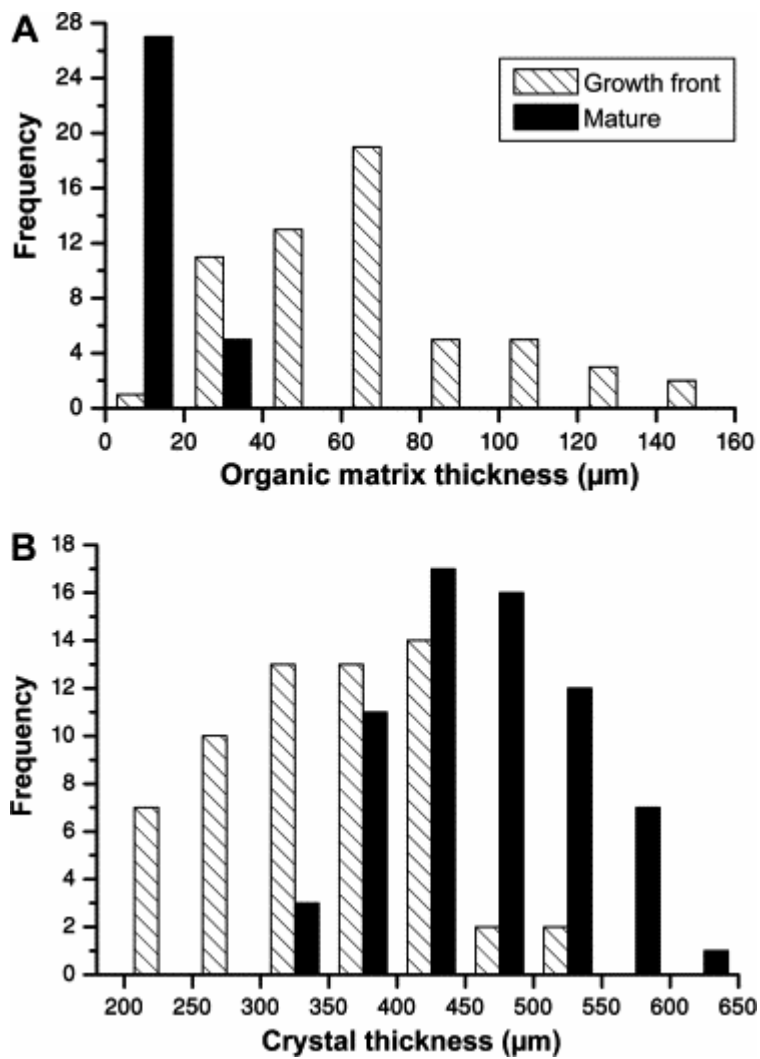 A
28
24
20
16
12
8
4
0
Frequency
Growth front
Mature
0 20 40 60 80 100 120 140 160
Organic matrix thickness (µm)
B
18
16
14
12
10
8
6
4
2
0
Frequency
200 250 300 350 400 450 500 550 600 650
Crystal thickness (µm)